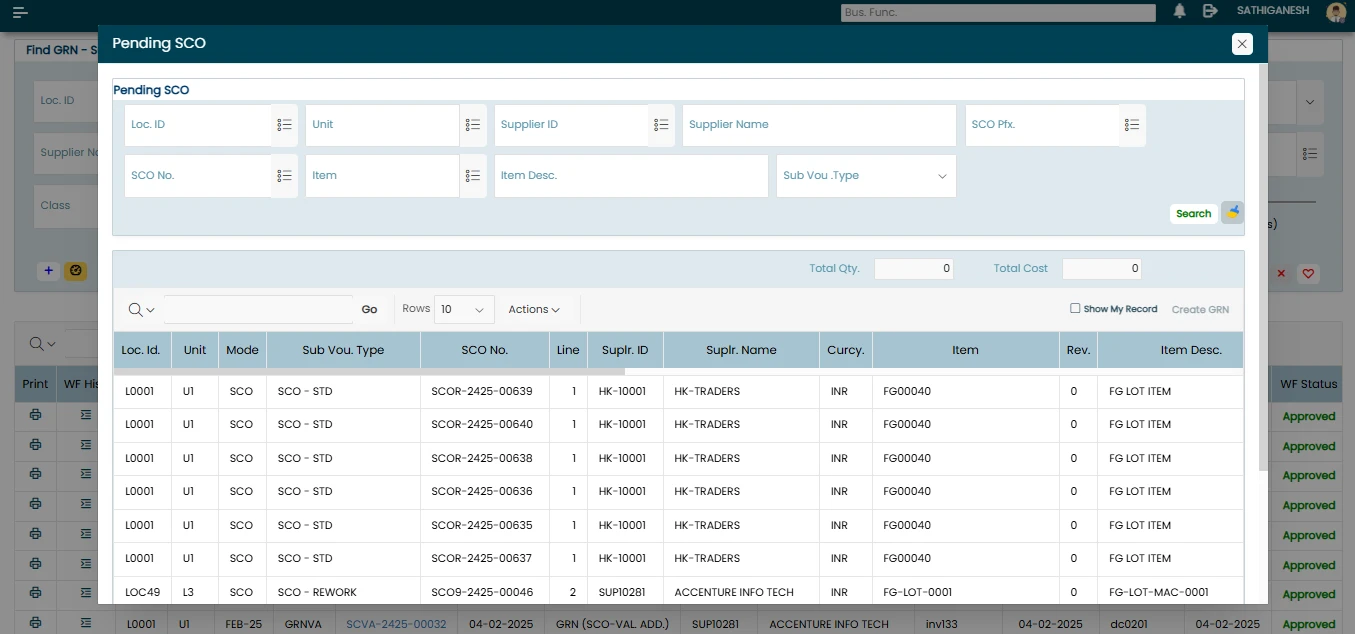 Bus. Func.
SATHIGANESH
Find GRN - S
Pending SCO
Pending SCO
Loc. ID
Loc. ID
Unit
Supplier ID
Supplier Name
SCO Pfx.
Supplier Na
SCO No.
Item
Item Desc.
Sub Vou .Type
Class
Search
s)
Total Qty.
0
Total Cost
0
Go
Rows
10
Actions
Show My Record
Create GRN
Loc. Id. Unit Mode Sub Vou. Type SCO No. Line Suplr. ID Suplr. Name Curcy. Item Rev. Item Desc.
Print WF His WF Status
L0001 U1 SCO SCO - STD SCOR-2425-00639 1 HK-10001 HK-TRADERS INR FG00040 0 FG LOT ITEM
Approved
L0001 U1 SCO SCO - STD SCOR-2425-00640 1 HK-10001 HK-TRADERS INR FG00040 0 FG LOT ITEM
Approved
L0001 U1 SCO SCO - STD SCOR-2425-00638 1 HK-10001 HK-TRADERS INR FG00040 0 FG LOT ITEM
Approved
L0001 U1 SCO SCO - STD SCOR-2425-00636 1 HK-10001 HK-TRADERS INR FG00040 0 FG LOT ITEM
Approved
L0001 U1 SCO SCO - STD SCOR-2425-00635 1 HK-10001 HK-TRADERS INR FG00040 0 FG LOT ITEM
Approved
L0001 U1 SCO SCO - STD SCOR-2425-00637 1 HK-10001 HK-TRADERS INR FG00040 0 FG LOT ITEM
Approved
LOC49 L3 SCO SCO - REWORK SCO9-2425-00046 2 SUP10281 ACCENTURE INFO TECH INR FG-LOT-0001 0 FG-LOT-MAC-0001
Approved
L0001 U1 FEB-25 GRNVA SCVA-2425-00032 04-02-2025 GRN (SCO-VAL. ADD.) SUP10281 ACCENTURE INFO TECH inv133 04-02-2025 dc0201 04-02-2025 Approved